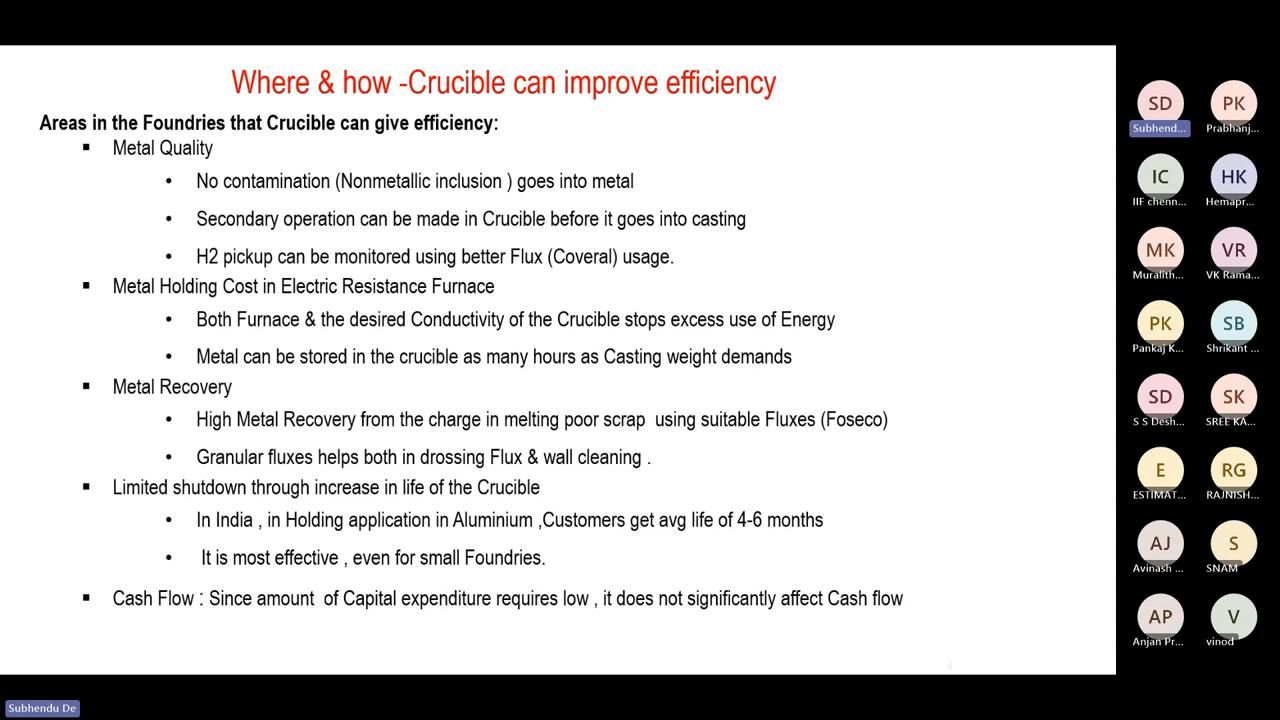 Where & how -Crucible can improve efficiency
Areas in the Foundries that Crucible can give efficiency:
▪ Metal Quality
• No contamination (Nonmetallic inclusion ) goes into metal
• Secondary operation can be made in Crucible before it goes into casting
• H2 pickup can be monitored using better Flux (Coveral) usage.
▪ Metal Holding Cost in Electric Resistance Furnace
• Both Furnace & the desired Conductivity of the Crucible stops excess use of Energy
• Metal can be stored in the crucible as many hours as Casting weight demands
▪ Metal Recovery
• High Metal Recovery from the charge in melting poor scrap using suitable Fluxes (Foseco)
• Granular fluxes helps both in drossing Flux & wall cleaning .
▪ Limited shutdown through increase in life of the Crucible
• In India , in Holding application in Aluminium ,Customers get avg life of 4-6 months
• It is most effective , even for small Foundries.
▪ Cash Flow : Since amount of Capital expenditure requires low , it does not significantly affect Cash flow
4
SD PK
Subhend... Prabhanj...
IC HK
IIF chenn... Hemapr...
MK VR
Muralith... VK Rama...
PK SB
Pankaj K... Shrikant ...
SD SK
S S Desh... SREE KA...
E RG
ESTIMAT... RAJNISH...
AJ S
Avinash ... SNAM
AP V
Anjan Pr... vinod
Subhendu De